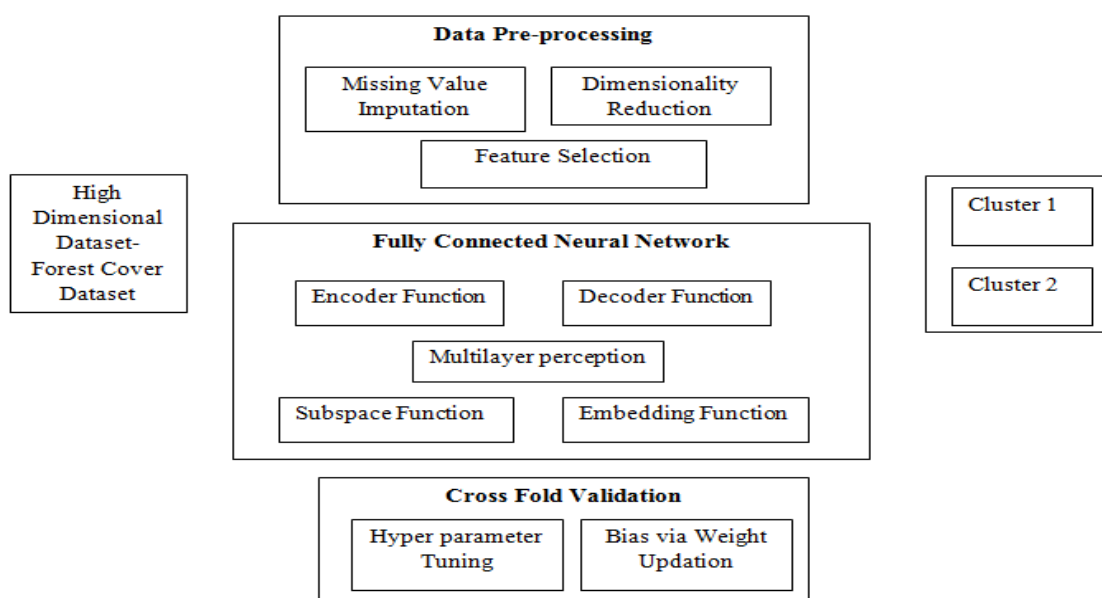 Data Pre-processing
Missing Value
Imputation
Dimensionality
Reduction
Feature Selection
High
Dimensional
Dataset-
Forest Cover
Dataset
Fully Connected Neural Network
Encoder Function
Decoder Function
Multilayer perception
Subspace Function
Embedding Function
Cluster 1
Cluster 2
Cross Fold Validation
Hyper parameter
Tuning
Bias via Weight
Updation